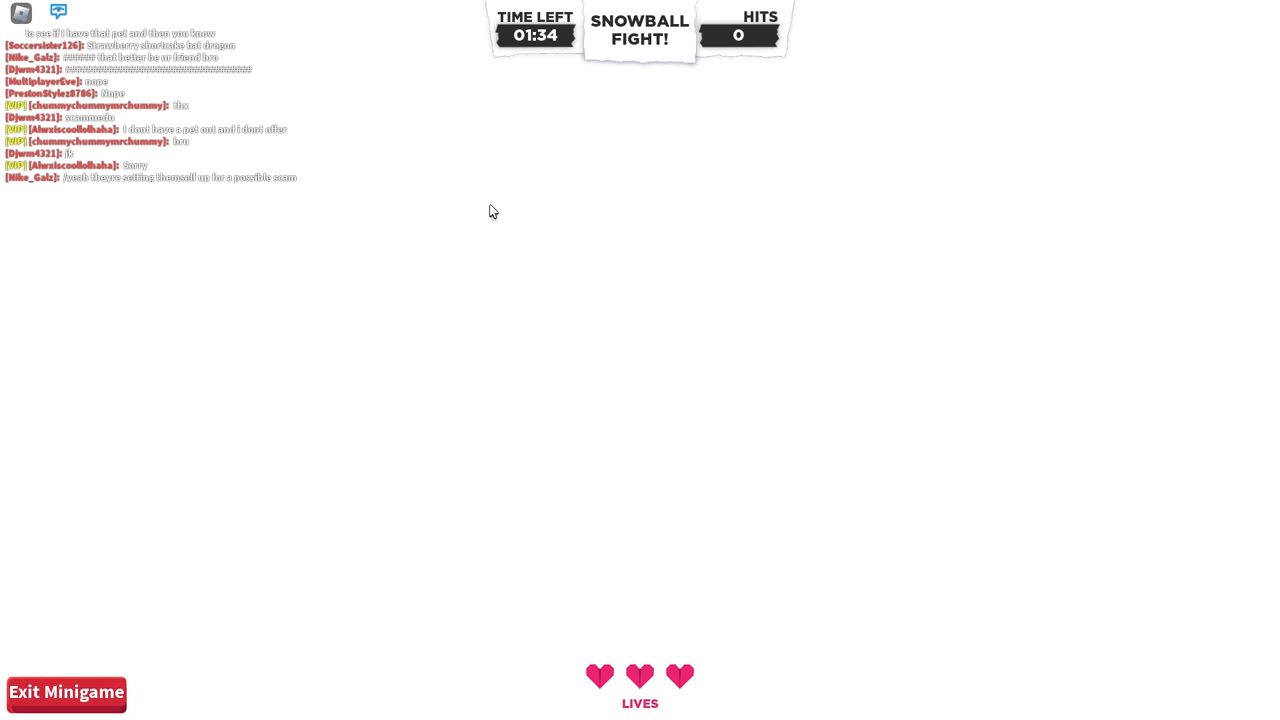 to see if I have that pet and then you know
[Soccersister126]: Strawberry shortcake bat dragon
[Nike_Galz]: ###### that better be ur friend bro
[Djwm4321]: ###################################
[MultiplayerEve]: nope
[PrestonStylez8786]: Nope
[VIP] [chummychummymrchummy]: thx
[Djwm4321]: scammedu
[VIP] [Alwxiscoollolhaha]: I dont have a pet out and i dont offer
[VIP] [chummychummymrchummy]: bru
[Djwm4321]: jk
[VIP] [Alwxiscoollolhaha]: Sorry
[Nike_Galz]: /yeah theyre setting themself up for a possible scam
TIME LEFT
01:34
SNOWBALL
FIGHT!
HITS
0
Exit Minigame
LIVES